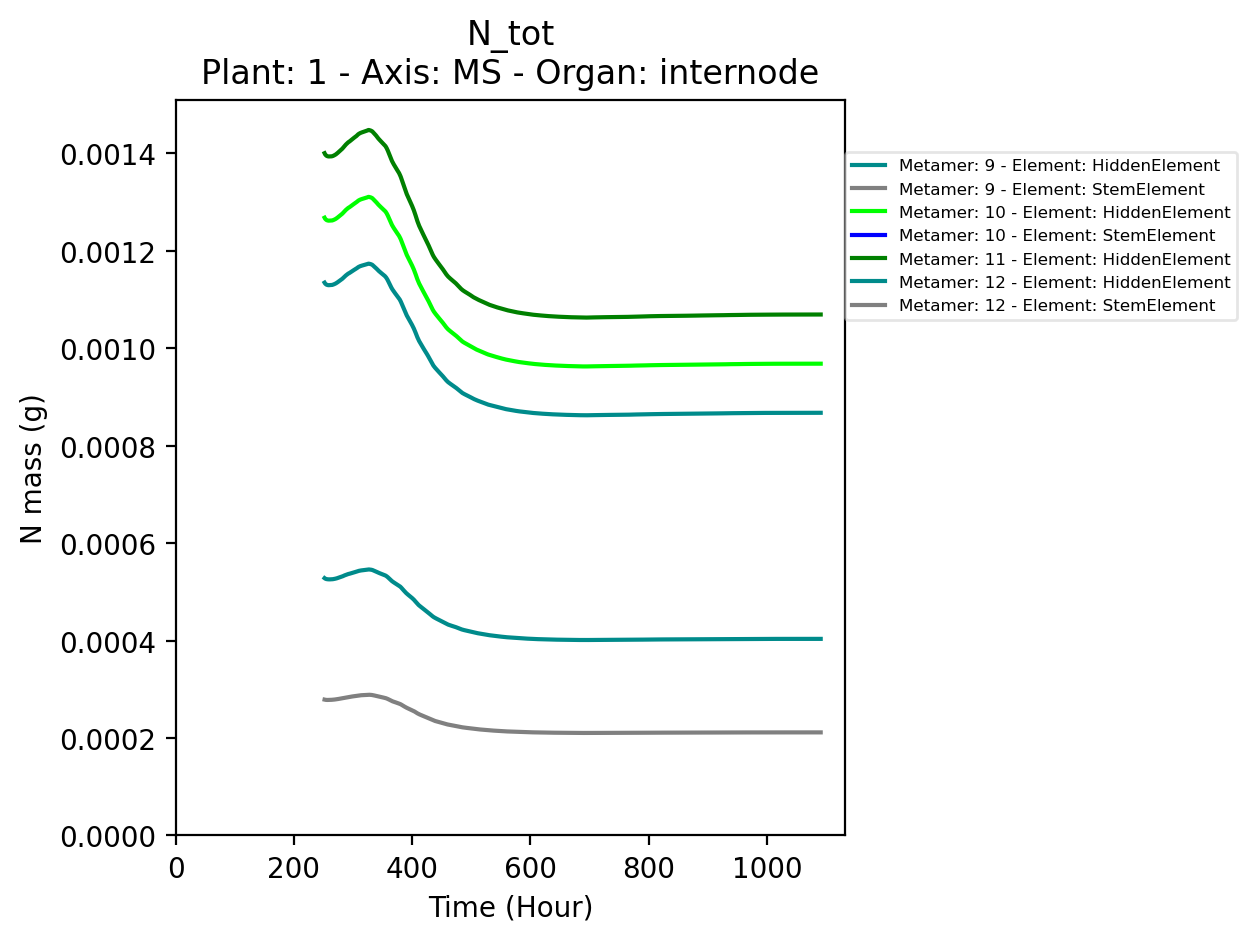 N_tot
Plant: 1 - Axis: MS - Organ: internode
0.0014
0.0012
0.0010
0.0008
0.0006
0.0004
0.0002
0.0000
N mass (g)
0 200 400 600 800 1000
Time (Hour)
Metamer: 9 - Element: HiddenElement
Metamer: 9 - Element: StemElement
Metamer: 10 - Element: HiddenElement
Metamer: 10 - Element: StemElement
Metamer: 11 - Element: HiddenElement
Metamer: 12 - Element: HiddenElement
Metamer: 12 - Element: StemElement